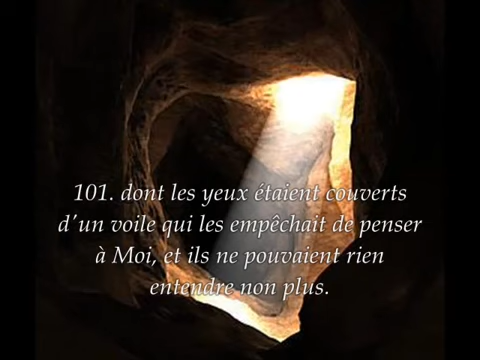 101. dont les yeux étaient couverts
d'un voile qui les empêchait de penser
à Moi, et ils ne pouvaient rien
entendre non plus.